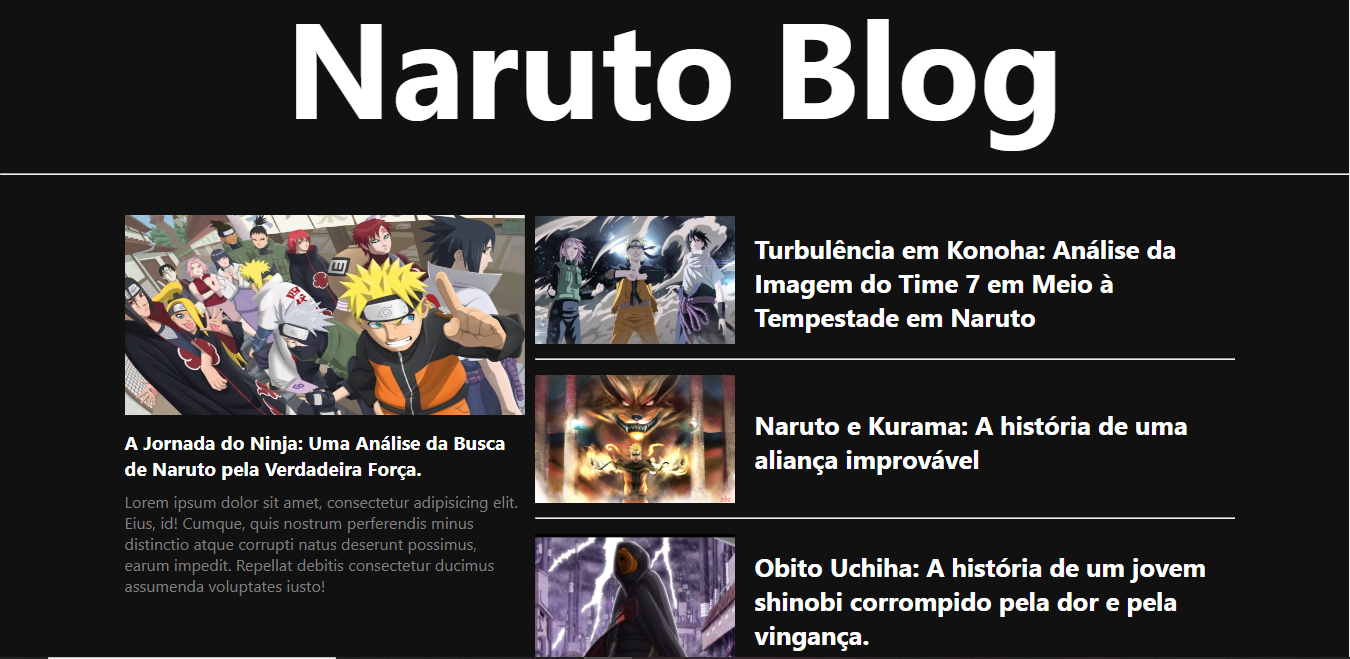 Naruto Blog
A Jornada do Ninja: Uma Análise da Busca
de Naruto pela Verdadeira Força.
Lorem ipsum dolor sit amet, consectetur adipisicing elit.
Eius, id! Cumque, quis nostrum perferendis minus
distinctio atque corrupti natus deserunt possimus,
earum impedit. Repellat debitis consectetur ducimus
assumenda voluptates iusto!
Turbulência em Konoha: Análise da
Imagem do Time 7 em Meio à
Tempestade em Naruto
Naruto e Kurama: A história de uma
aliança improvável
Obito Uchiha: A história de um jovem
shinobi corrompido pela dor e pela
vingança.